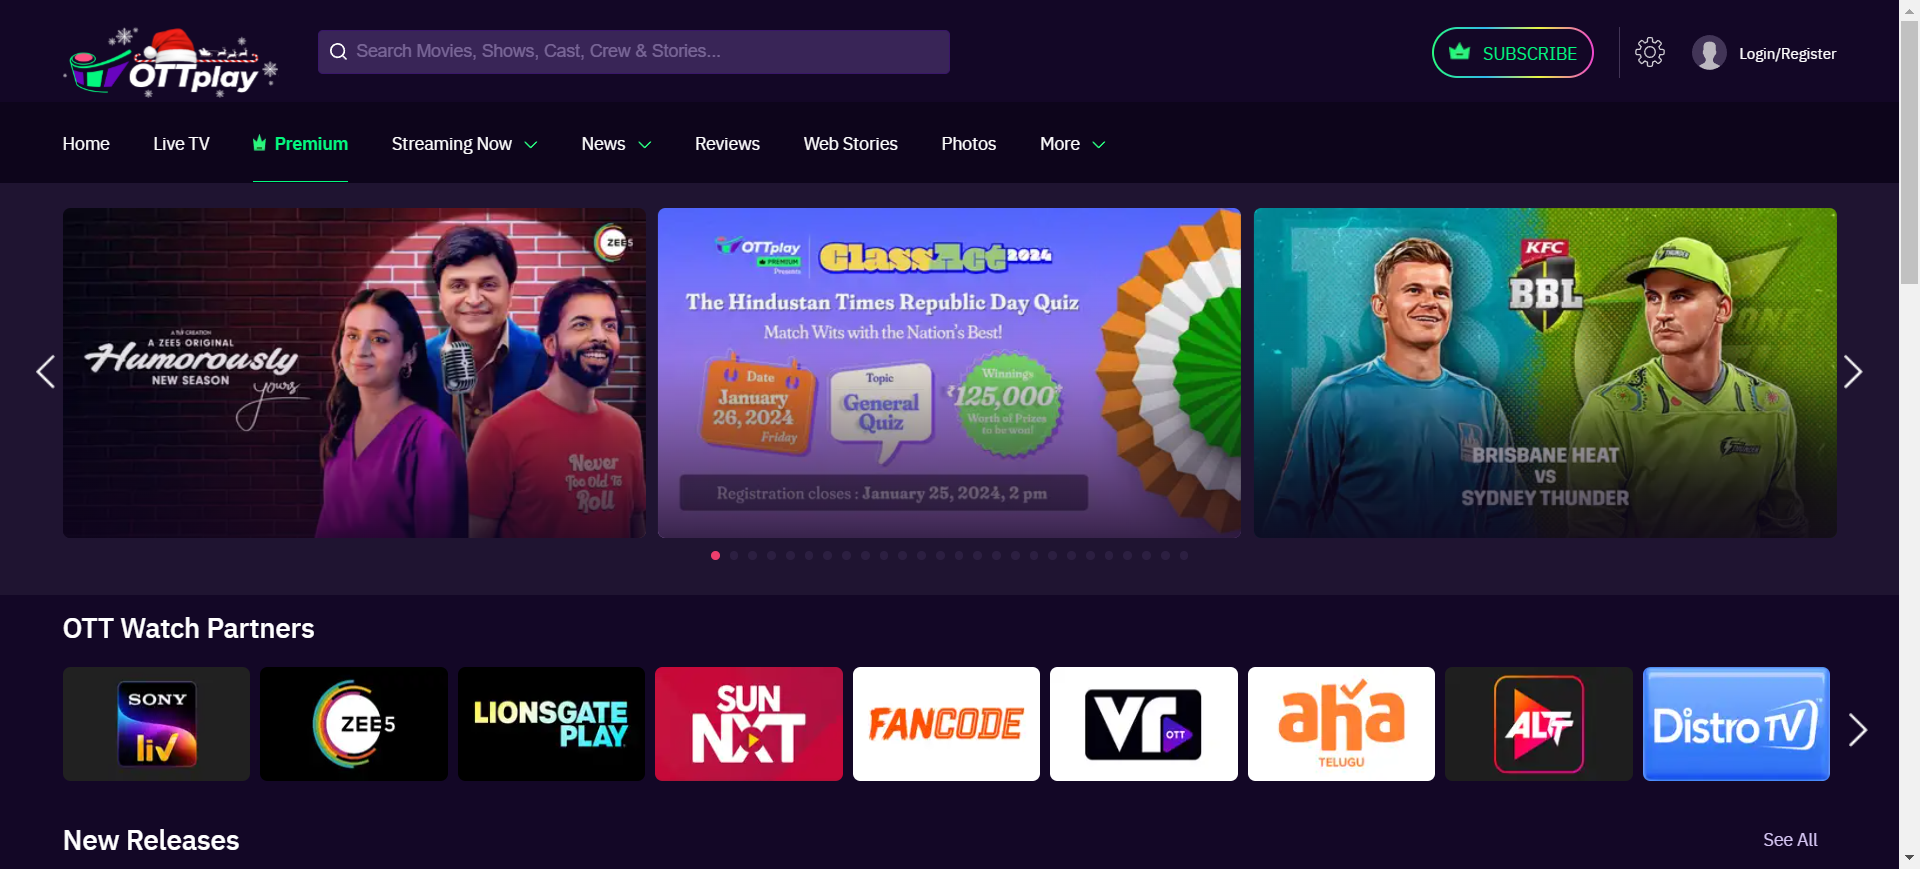 OTTplay
Search Movies, Shows, Cast, Crew & Stories...
SUBSCRIBE
Login/Register
Home
Live TV
Premium
Streaming Now
News
Reviews
Web Stories
Photos
More
ZEE5
A TVF CREATION
A ZEE5 ORIGINAL
Humorously
NEW SEASON
yours
Never
Too Old To
Roll
OTTplay
PREMIUM
Presents
ClassAct 2024
The Hindustan Times Republic Day Quiz
Match Wits with the Nation's Best!
Date
January
26, 2024
Friday
Topic
General
Quiz
Winnings
₹125,000
Worth of Prizes
to be won!
Registration closes : January 25, 2024, 2 pm
KFC
BBL
THUNDER
BRISBANE HEAT
VS
SYDNEY THUNDER
OTT Watch Partners
SONY
liv
ZEE5
LIONSGATE
PLAY
SUN
NXT
FANCODE
VR
OTT
aha
TELUGU
ALTT
DistroTV
New Releases
See All